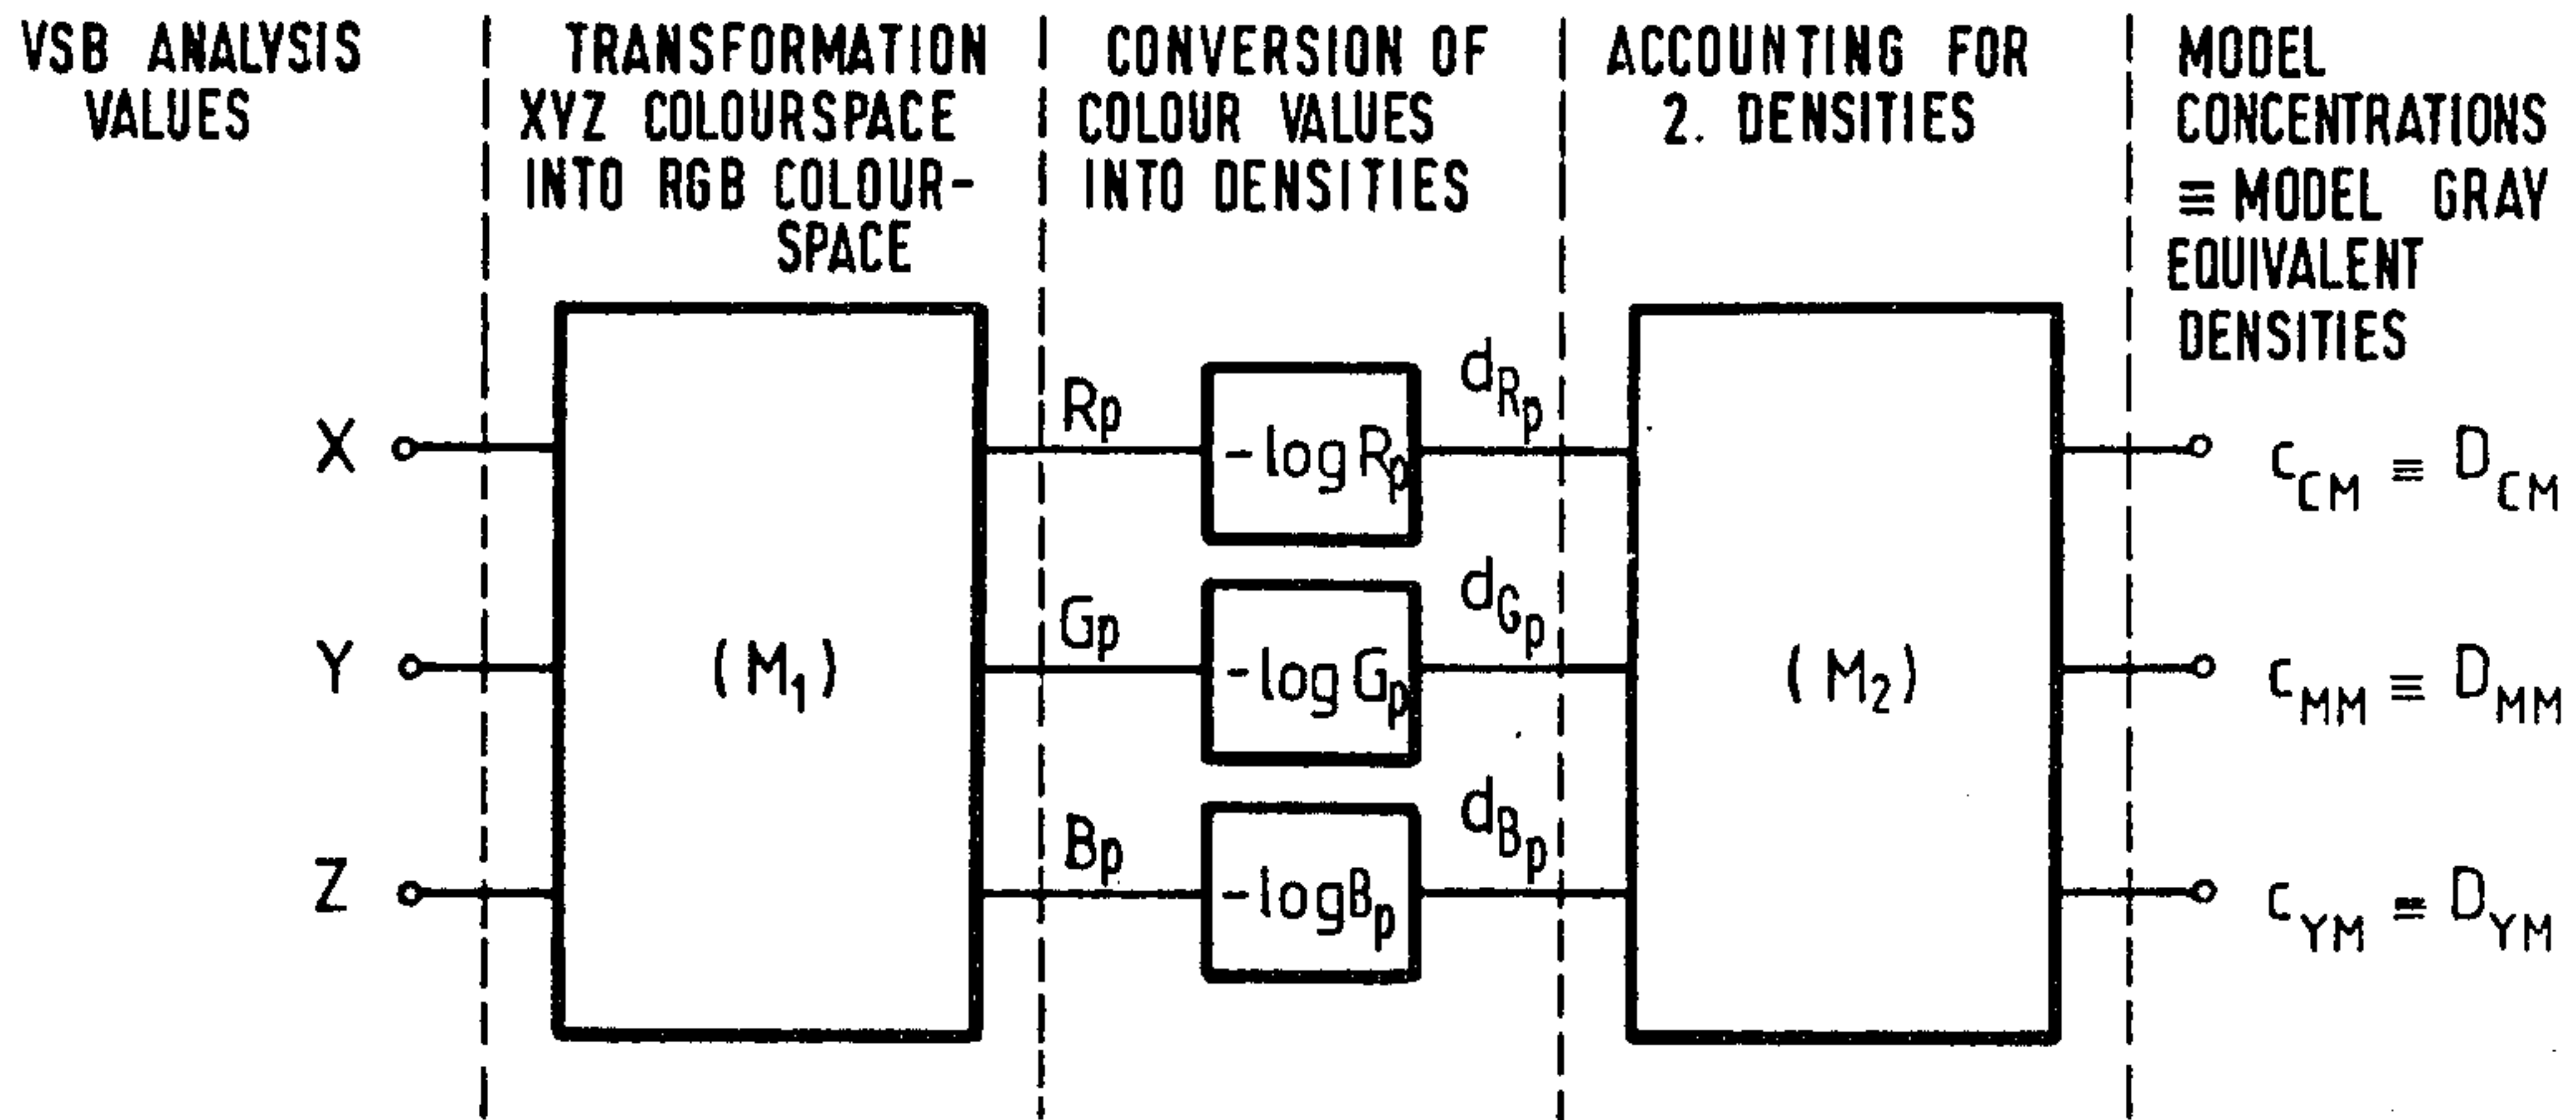 VSB ANALYSIS
VALUES
TRANSFORMATION
XYZ COLOURSPACE
INTO RGB COLOUR-
SPACE
CONVERSION OF
COLOUR VALUES
INTO DENSITIES
ACCOUNTING FOR
2. DENSITIES
MODEL
CONCENTRATIONS
≡ MODEL GRAY
EQUIVALENT
DENSITIES
X
Y
Z
(M₁)
Rp
Gp
Bp
-log Rp
-log Gp
-log Bp
dRp
dGp
dBp
(M₂)
cCM ≡ DCM
cMM ≡ DMM
cYM ≡ DYM